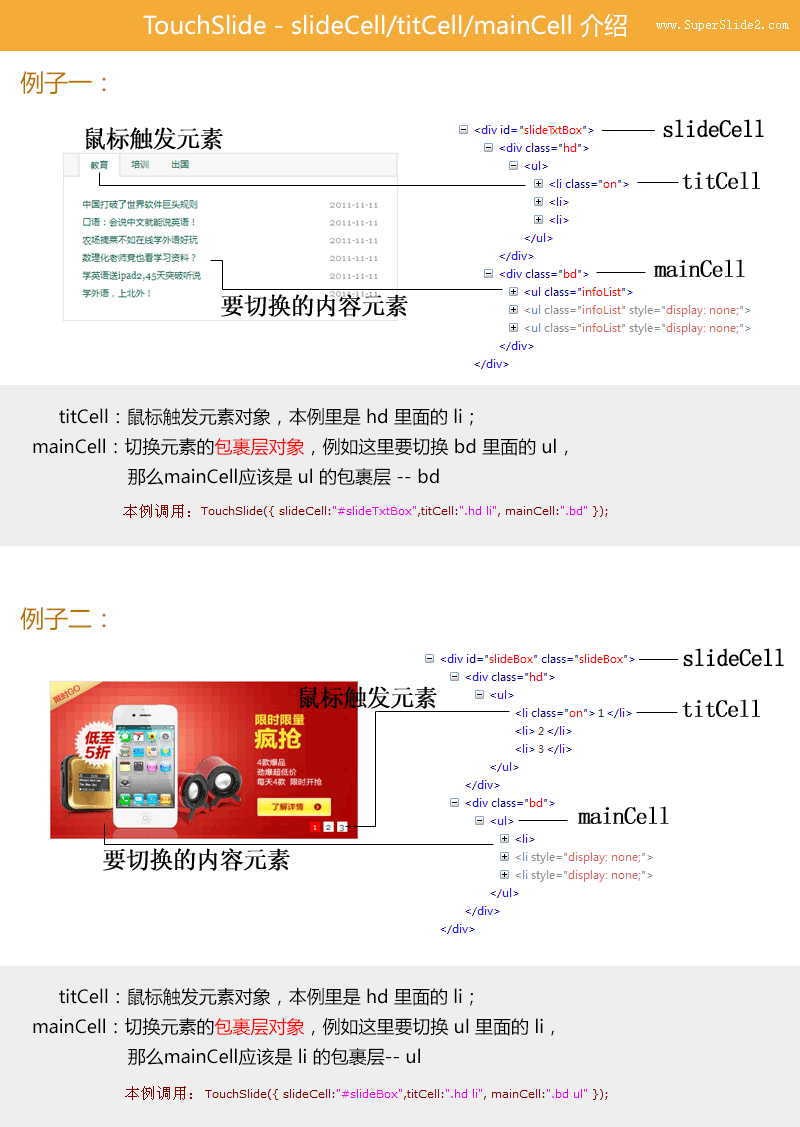 TouchSlide - slideCell/titCell/mainCell 介绍
www.SuperSlide2.com
例子一：
鼠标触发元素
教育 培训 出国
中国打破了世界软件巨头规则 2011-11-11
口语：会说中文就能说英语！ 2011-11-11
农场摘菜不如在线学外语好玩 2011-11-11
数理化老师竟也看学习资料？ 2011-11-11
学英语送ipad2,45天突破听说 2011-11-11
学外语，上北外！ 2011-11-11
要切换的内容元素
<div id="slideTxtBox"> slideCell
<div class="hd">
<ul>
<li class="on"> titCell
<li>
<li>
</ul>
</div>
<div class="bd"> mainCell
<ul class="infoList">
<ul class="infoList" style="display: none;">
<ul class="infoList" style="display: none;">
</div>
</div>
titCell：鼠标触发元素对象，本例里是 hd 里面的 li；
mainCell：切换元素的包裹层对象，例如这里要切换 bd 里面的 ul，
那么mainCell应该是 ul 的包裹层 -- bd
本例调用：TouchSlide({ slideCell:"#slideTxtBox",titCell:".hd li", mainCell:".bd" });
例子二：
鼠标触发元素
限时GO
低至
5折
限时限量
疯抢
4款爆品
劲爆超低价
每天4款 限时开抢
了解详情
1 2 3
要切换的内容元素
<div id="slideBox" class="slideBox"> slideCell
<div class="hd">
<ul>
<li class="on"> 1 </li> titCell
<li> 2 </li>
<li> 3 </li>
</ul>
</div>
<div class="bd">
<ul> mainCell
<li>
<li style="display: none;">
<li style="display: none;">
</ul>
</div>
</div>
titCell：鼠标触发元素对象，本例里是 hd 里面的 li；
mainCell：切换元素的包裹层对象，例如这里要切换 ul 里面的 li，
那么mainCell应该是 li 的包裹层-- ul
本例调用：TouchSlide({ slideCell:"#slideBox",titCell:".hd li", mainCell:".bd ul" });